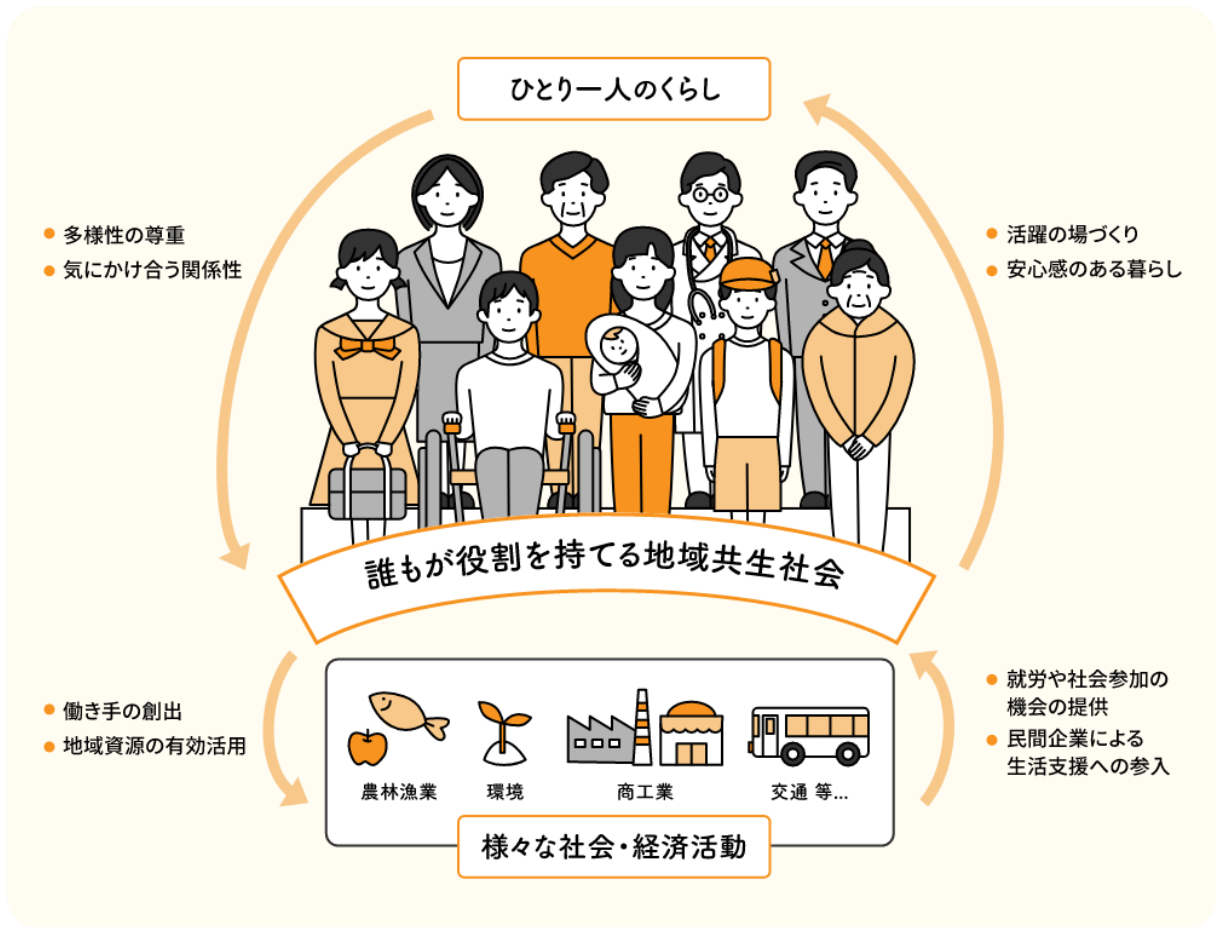 ひとり一人のくらし
多様性の尊重
気にかけ合う関係性
活躍の場づくり
安心感のある暮らし
誰もが役割を持てる地域共生社会
働き手の創出
地域資源の有効活用
就労や社会参加の
機会の提供
民間企業による
生活支援への参入
農林漁業
環境
商工業
交通 等...
様々な社会・経済活動